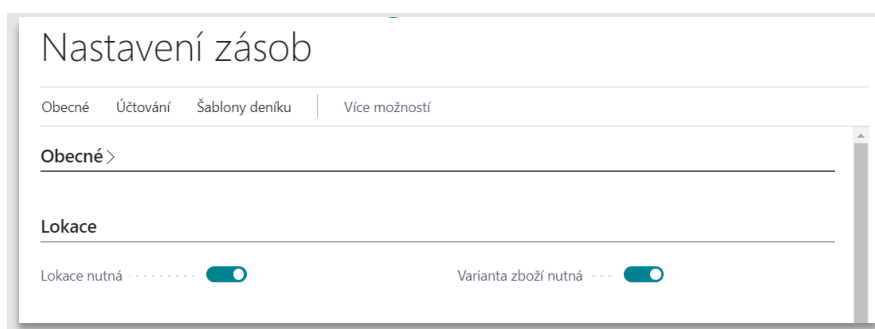 Nastavení zásob
Obecné Účtování Šablony deníku Více možností
Obecné
Lokace
Lokace nutná Varianta zboží nutná